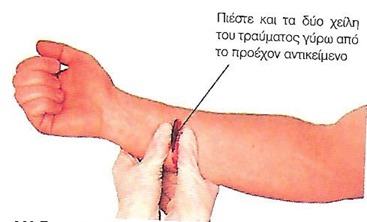 Πιέστε και τα δύο χείλη
του τραύματος γύρω από
το προέχον αντικείμενο